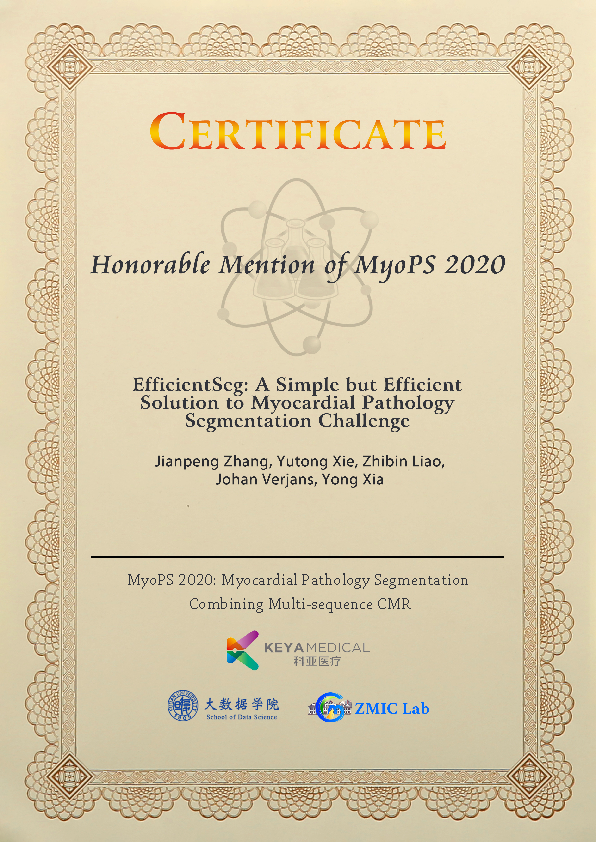 CERTIFICATE
Honorable Mention of MyoPS 2020
EfficientSeg: A Simple but Efficient
Solution to Myocardial Pathology
Segmentation Challenge
Jianpeng Zhang, Yutong Xie, Zhibin Liao,
Johan Verjans, Yong Xia
MyoPS 2020: Myocardial Pathology Segmentation
Combining Multi-sequence CMR
KEYA MEDICAL
科亚医疗
大数据学院
School of Data Science
ZMIC Lab